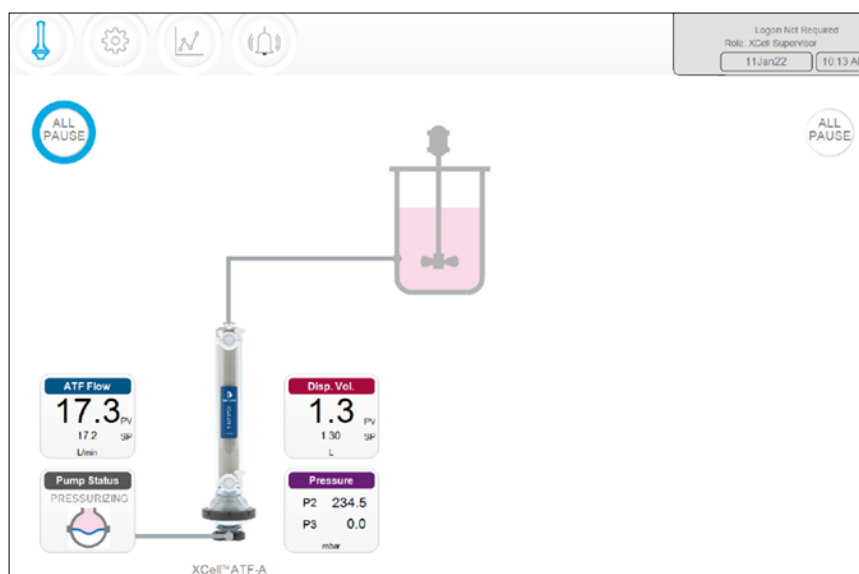 Logon Not Required
Role: XCell Supervisor
11Jan22
10:13
ALL
PAUSE
ALL
PAUSE
ATF Flow
17.3 PV
17.2 SP
L/min
Disp. Vol.
1.3 PV
1.30 SP
L
Pump Status
PRESSURIZING
Pressure
P2 234.5
P3 0.0
mbar
XCell™ATF-A